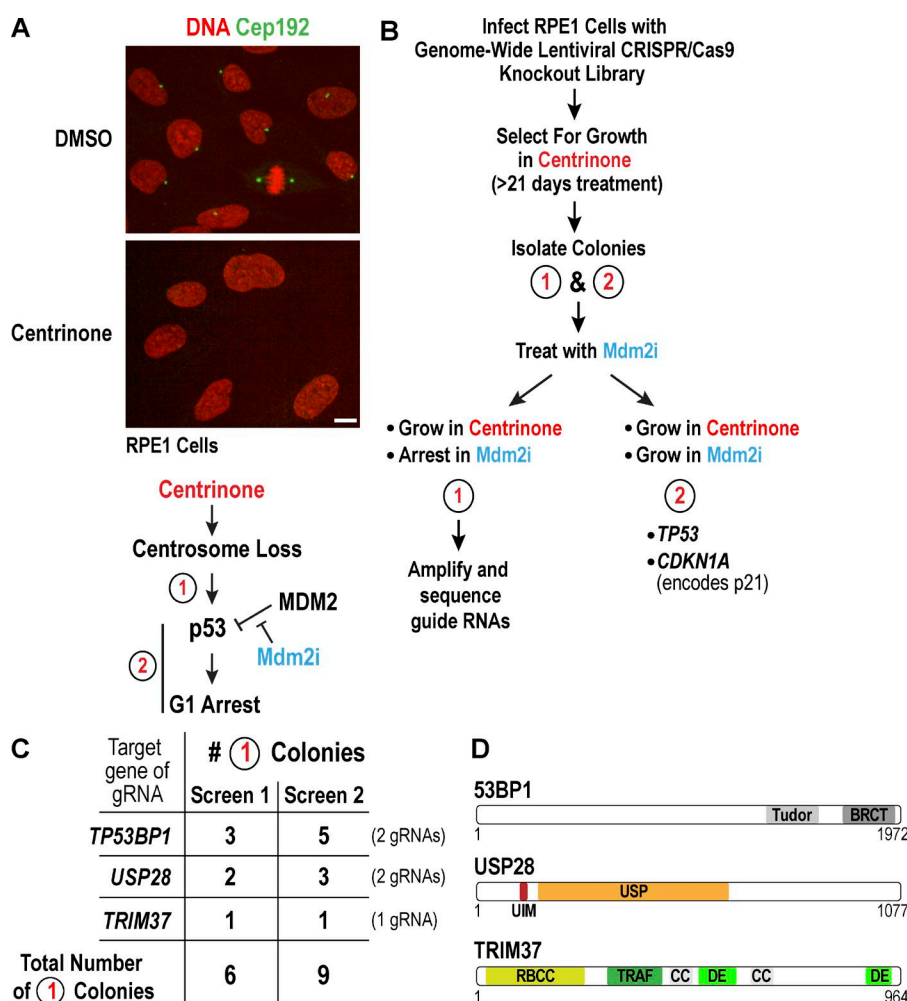 A
DNA Cep192
DMSO
Centrinone
RPE1 Cells
Centrinone
Centrosome Loss
1
p53
MDM2
Mdm2i
2
G1 Arrest
B
Infect RPE1 Cells with
Genome-Wide Lentiviral CRISPR/Cas9
Knockout Library
Select For Growth
in Centrinone
(>21 days treatment)
Isolate Colonies
1 & 2
Treat with Mdm2i
• Grow in Centrinone
• Arrest in Mdm2i
1
Amplify and
sequence
guide RNAs
• Grow in Centrinone
• Grow in Mdm2i
2
• TP53
• CDKN1A
(encodes p21)
C
Target
gene of
gRNA
# 1 Colonies
Screen 1 Screen 2
TP53BP1 3 5 (2 gRNAs)
USP28 2 3 (2 gRNAs)
TRIM37 1 1 (1 gRNA)
Total Number
of 1 Colonies
6 9
D
53BP1
Tudor BRCT
1 1972
USP28
USP
1 UIM 1077
TRIM37
RBCC TRAF CC DE CC DE
1 964